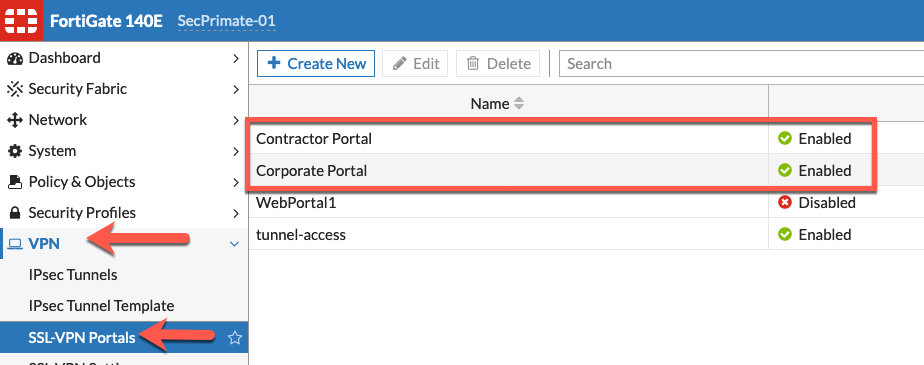 FortiGate 140E SecPrimate-01
Dashboard
Security Fabric
Network
System
Policy & Objects
Security Profiles
VPN
IPsec Tunnels
IPsec Tunnel Template
SSL-VPN Portals
Create New Edit Delete Search
Name
Contractor Portal Enabled
Corporate Portal Enabled
WebPortal1 Disabled
tunnel-access Enabled